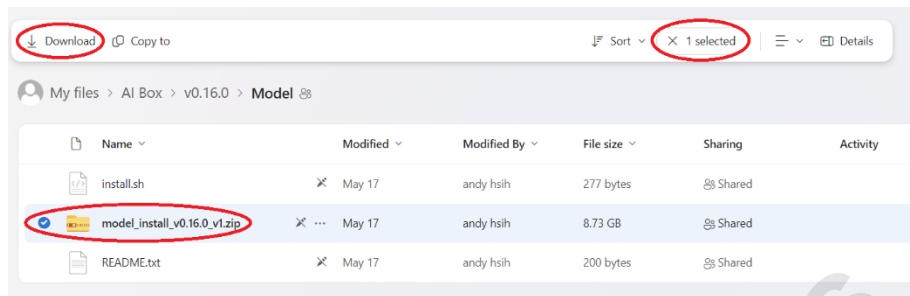 Download Copy to Sort 1 selected Details
My files > AI Box > v0.16.0 > Model
Name Modified Modified By File size Sharing Activity
install.sh May 17 andy hsih 277 bytes Shared
model_install_v0.16.0_v1.zip ... May 17 andy hsih 8.73 GB Shared
README.txt May 17 andy hsih 200 bytes Shared